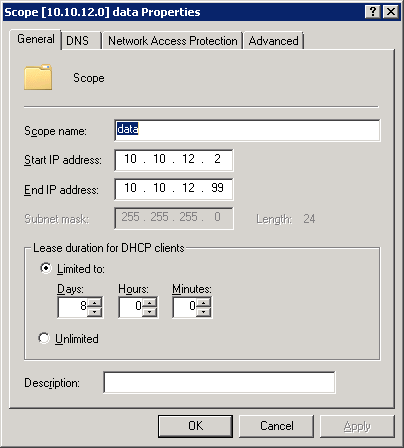 Scope [10.10.12.0] data Properties
General DNS Network Access Protection Advanced
Scope
Scope name: data
Start IP address: 10 . 10 . 12 . 2
End IP address: 10 . 10 . 12 . 99
Subnet mask: 255 . 255 . 255 . 0 Length: 24
Lease duration for DHCP clients
Limited to:
Days: Hours: Minutes:
8 0 0
Unlimited
Description:
OK Cancel Apply